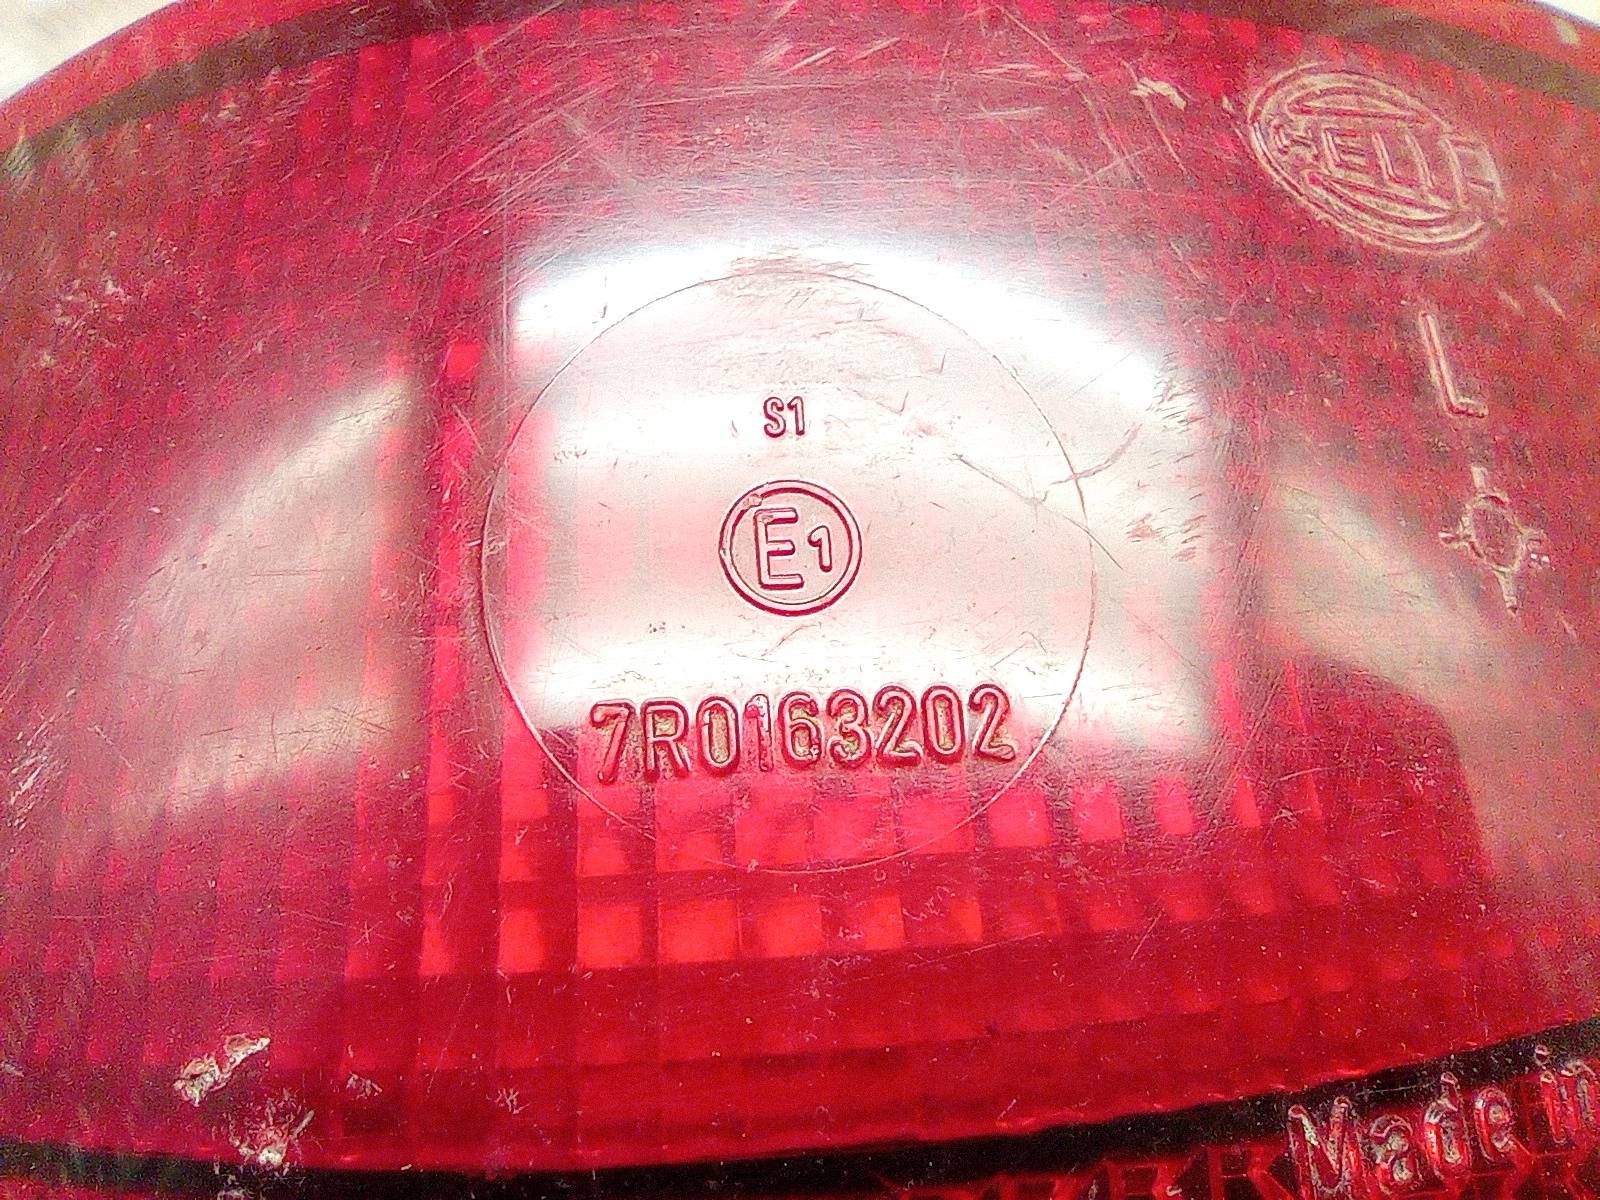 HELLA
L
S1
E1
7R0163202
Made in